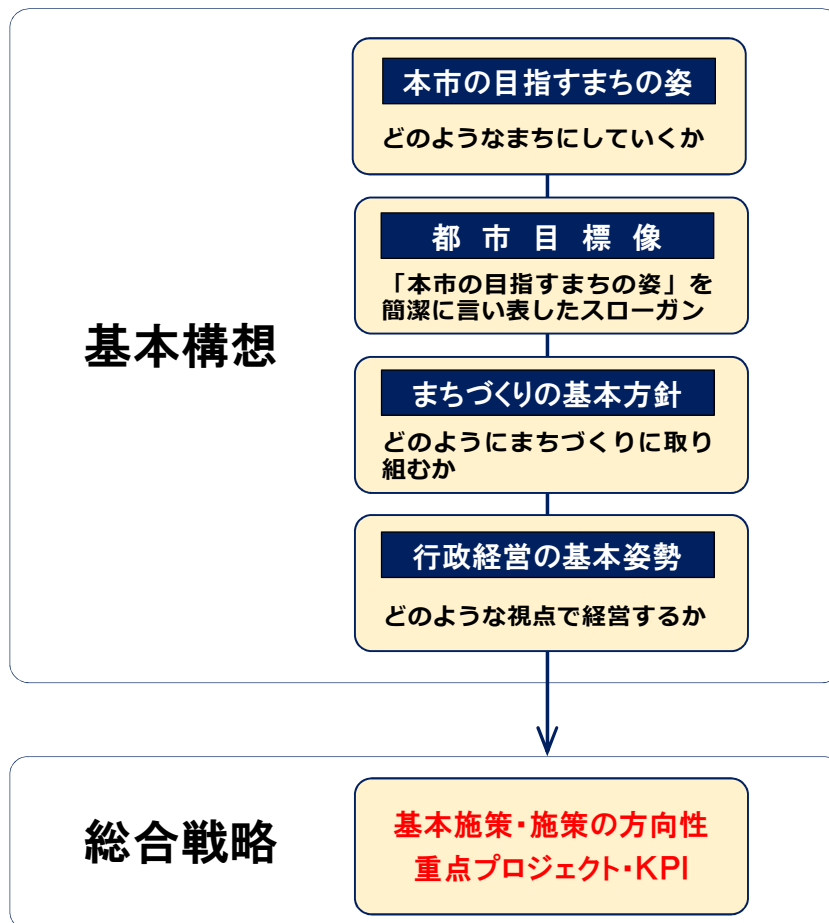 基本構想
本市の目指すまちの姿
どのようなまちにしていくか
都市目標像
「本市の目指すまちの姿」を
簡潔に言い表したスローガン
まちづくりの基本方針
どのようにまちづくりに取り
組むか
行政経営の基本姿勢
どのような視点で経営するか
総合戦略
基本施策・施策の方向性
重点プロジェクト・KPI